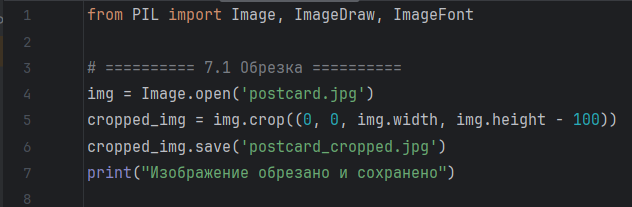 1 from PIL import Image, ImageDraw, ImageFont
2
3 # ========== 7.1 Обрезка ==========
4 img = Image.open('postcard.jpg')
5 cropped_img = img.crop((0, 0, img.width, img.height - 100))
6 cropped_img.save('postcard_cropped.jpg')
7 print("Изображение обрезано и сохранено")
8